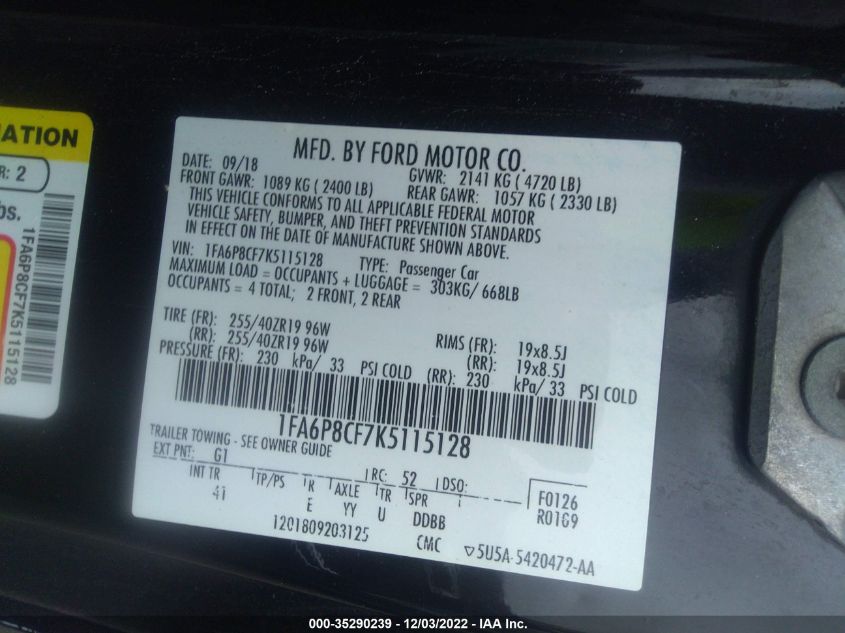 MATION
R: 2
bs.
1FA6P8CF7K5115128
MFD. BY FORD MOTOR CO.
DATE: 09/18 GVWR: 2141 KG ( 4720 LB)
FRONT GAWR: 1089 KG ( 2400 LB) REAR GAWR: 1057 KG ( 2330 LB)
THIS VEHICLE CONFORMS TO ALL APPLICABLE FEDERAL MOTOR
VEHICLE SAFETY, BUMPER, AND THEFT PREVENTION STANDARDS
IN EFFECT ON THE DATE OF MANUFACTURE SHOWN ABOVE.
VIN: 1FA6P8CF7K5115128 TYPE: Passenger Car
MAXIMUM LOAD = OCCUPANTS + LUGGAGE = 303KG/ 668LB
OCCUPANTS = 4 TOTAL; 2 FRONT, 2 REAR
TIRE (FR): 255/40ZR19 96W RIMS (FR): 19x8.5J
(RR): 255/40ZR19 96W (RR): 19x8.5J
PRESSURE (FR): 230 kPa/ 33 PSI COLD (RR): 230 kPa/ 33 PSI COLD
1FA6P8CF7K5115128
TRAILER TOWING - SEE OWNER GUIDE
EXT PNT: G1 RC: 52 DSO:
INT TR TP/PS R AXLE TR SPR F0126
41 E YY U DDBB R01G9
1201809203125 CMC ▽5U5A-5420472-AA
000-35290239 - 12/03/2022 - IAA Inc.